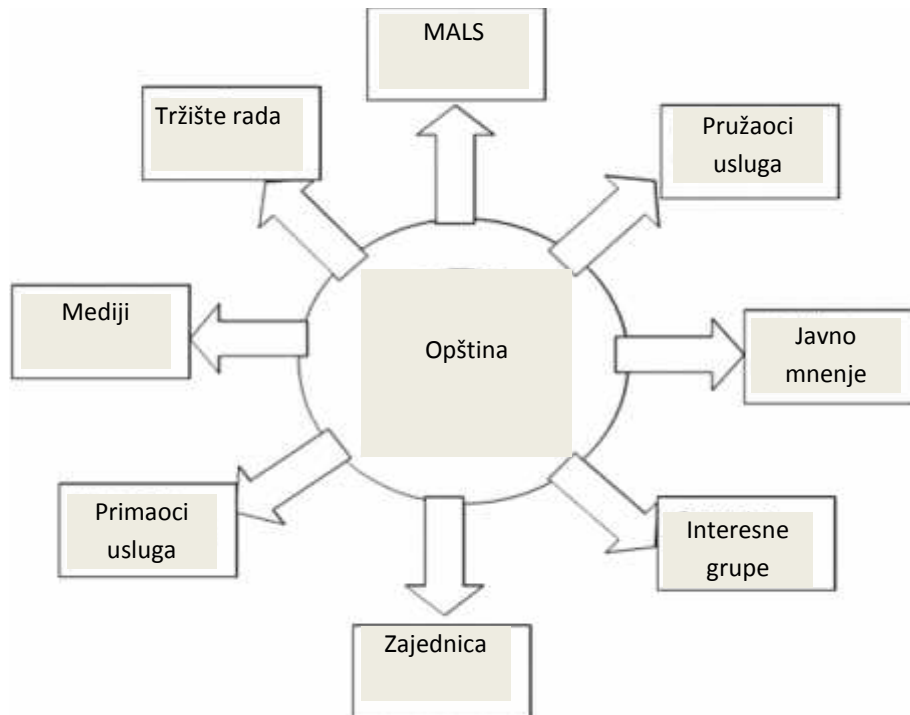 MALS
Tržište rada
Pružaoci
usluga
Mediji
Opština
Javno
mnenje
Primaoci
usluga
Interesne
grupe
Zajednica